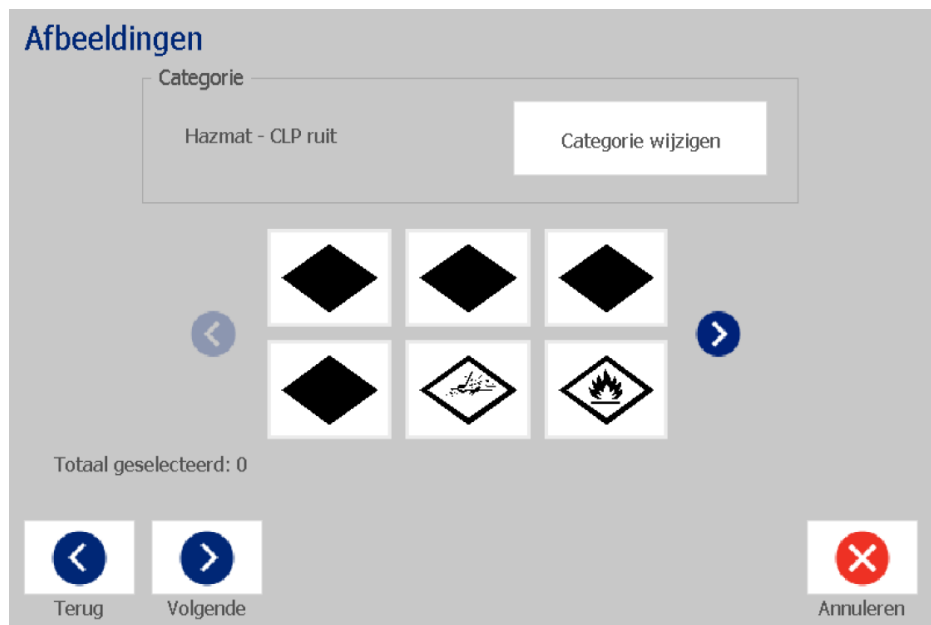 Afbeeldingen
Categorie
Hazmat - CLP ruit
Categorie wijzigen
Totaal geselecteerd: 0
Terug
Volgende
Annuleren